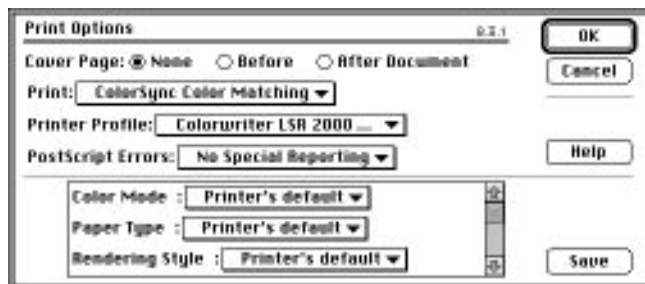 Print Options 8.3.1
OK
Cover Page: None Before After Document
Cancel
Print: ColorSync Color Matching
Printer Profile: Colorwriter LSR 2000 ...
PostScript Errors: No Special Reporting
Help
Color Mode : Printer's default
Paper Type : Printer's default
Rendering Style : Printer's default
Save